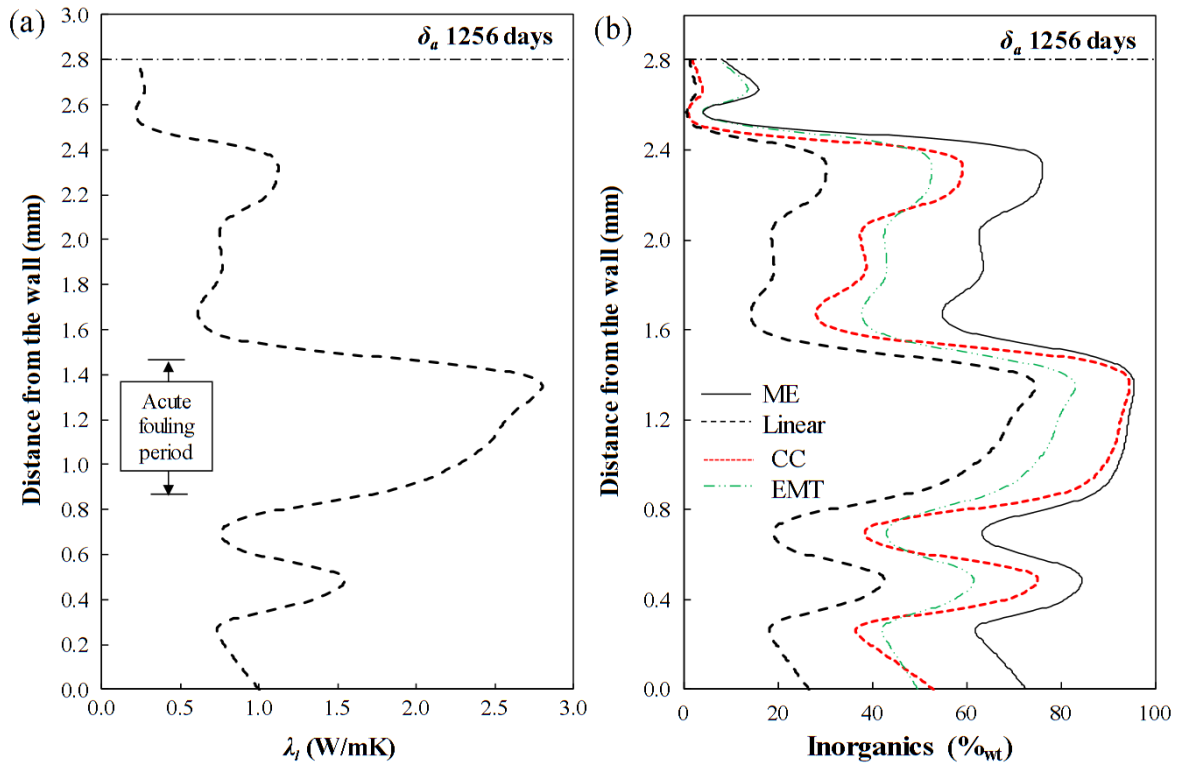 (a)
δa 1256 days
3.0
2.8
2.6
2.4
2.2
2.0
1.8
1.6
1.4
1.2
1.0
0.8
0.6
0.4
0.2
0.0
Distance from the wall (mm)
Acute
fouling
period
0.0 0.5 1.0 1.5 2.0 2.5 3.0
λl (W/mK)
(b)
δa 1256 days
2.8
2.4
2.0
1.6
1.2
0.8
0.4
0.0
Distance from the wall (mm)
ME
Linear
CC
EMT
0 20 40 60 80 100
Inorganics (%wt)